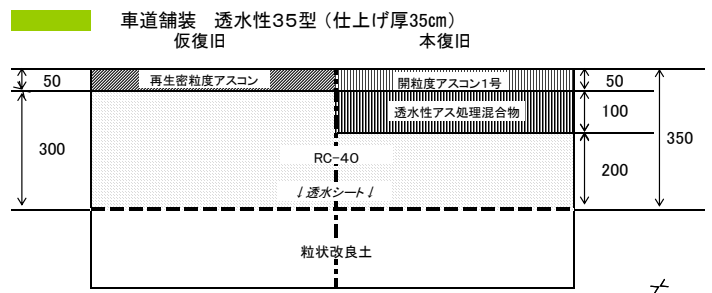 車道舗装　透水性３５型（仕上げ厚35㎝）
仮復旧　本復旧
50　再生密粒度アスコン　開粒度アスコン１号　50
透水性アス処理混合物　100
300　350
RC-40　200
↓透水シート↓
粒状改良土